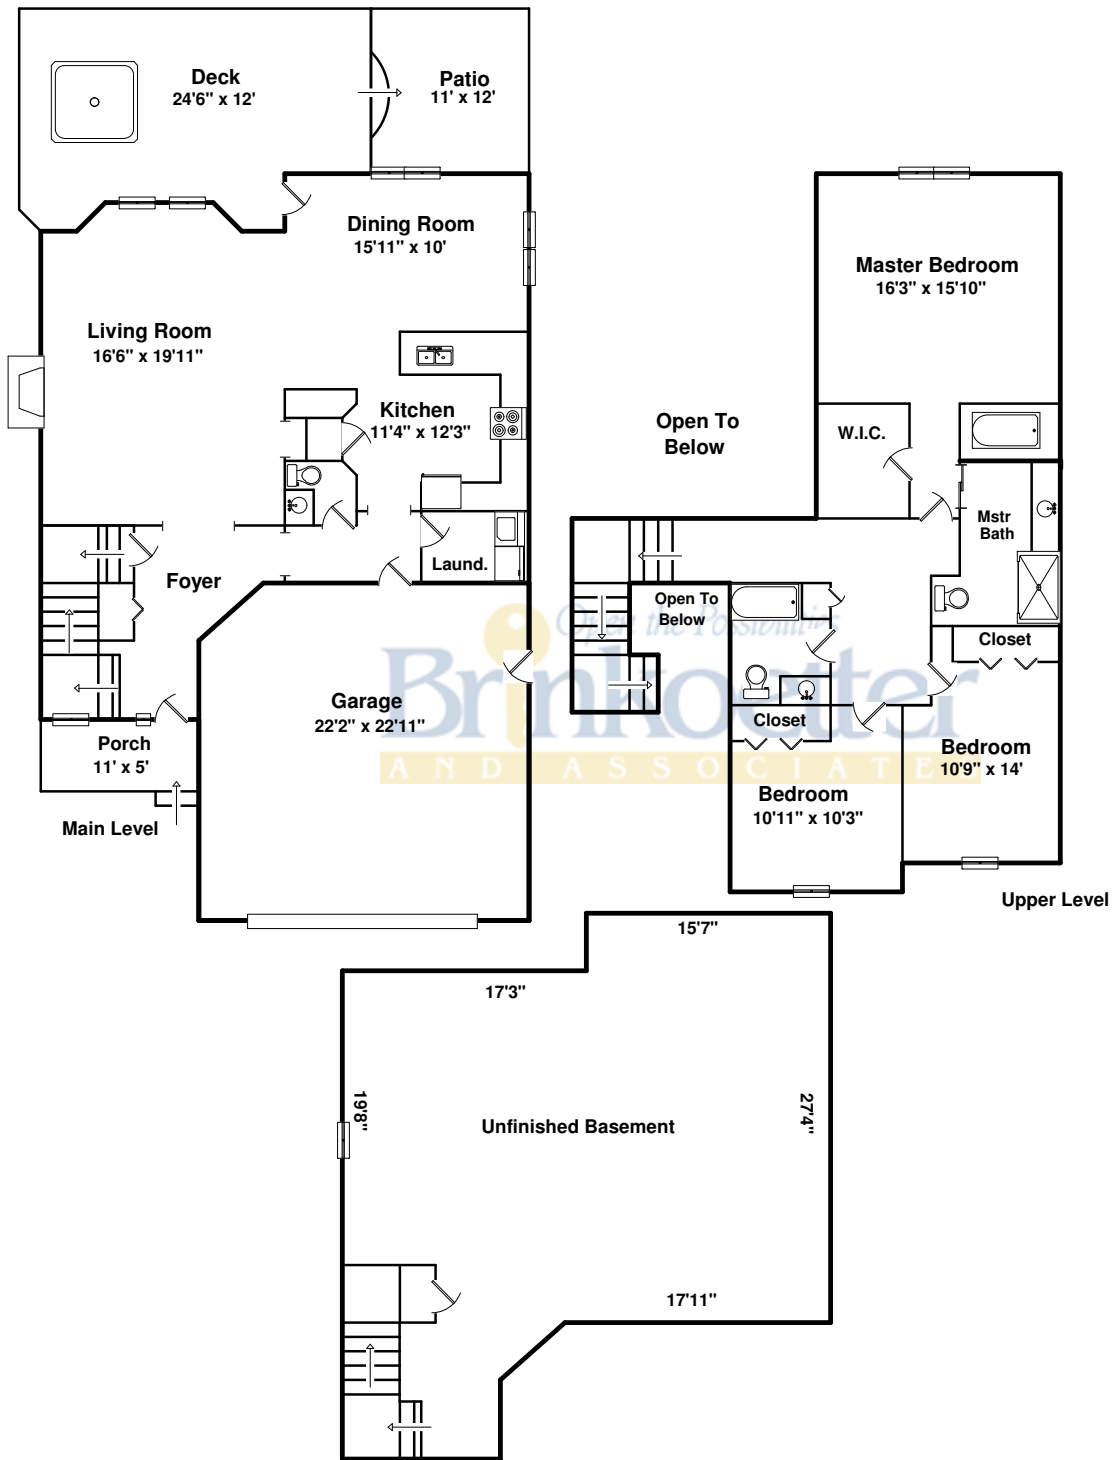 Deck
24'6" x 12'
Patio
11' x 12'
Dining Room
15'11" x 10'
Living Room
16'6" x 19'11"
Kitchen
11'4" x 12'3"
Laund.
Foyer
Garage
22'2" x 22'11"
Porch
11' x 5'
Main Level
Master Bedroom
16'3" x 15'10"
W.I.C.
Open To
Below
Mstr
Bath
Open To
Below
Closet
Closet
Bedroom
10'9" x 14'
Bedroom
10'11" x 10'3"
Upper Level
Open the Possibilities
Brinkoetter
AND ASSOCIATES
15'7"
17'3"
19'8"
27'4"
Unfinished Basement
17'11"